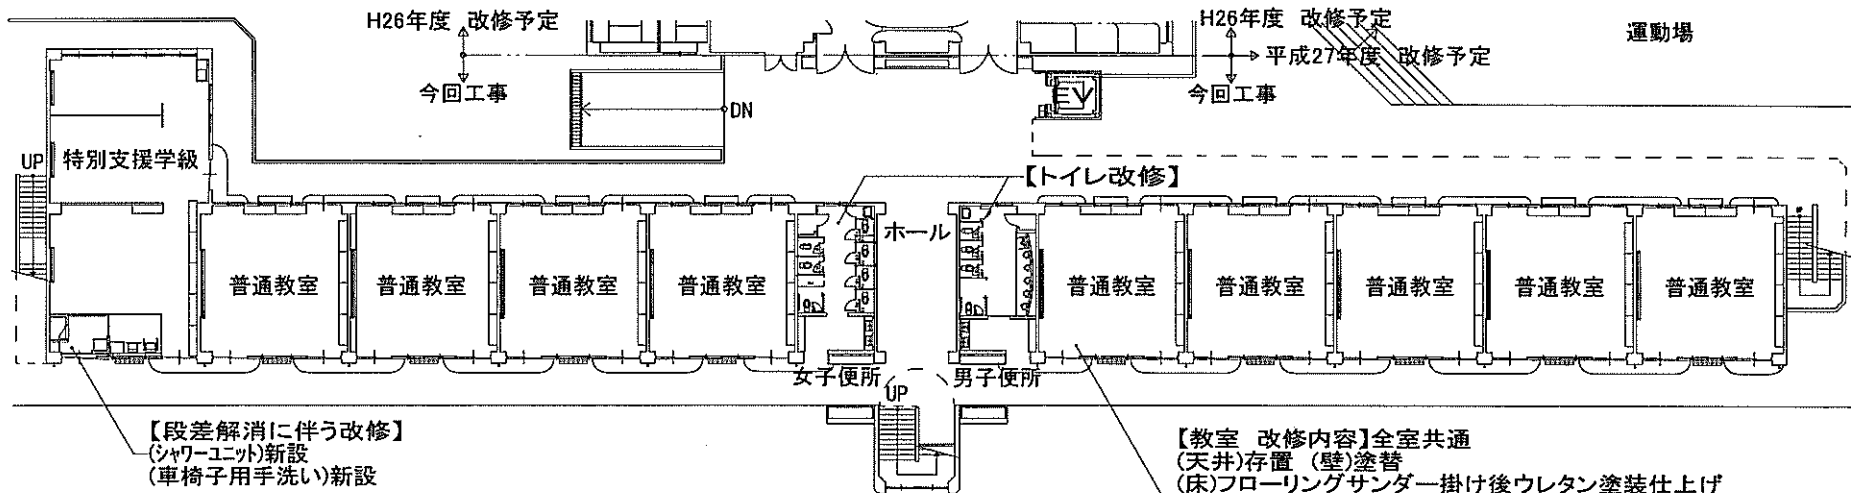 H26年度 改修予定
今回工事
H26年度 改修予定
平成27年度 改修予定
今回工事
運動場
EV
DN
UP
特別支援学級
【トイレ改修】
ホール
普通教室
普通教室
普通教室
普通教室
普通教室
普通教室
普通教室
普通教室
普通教室
女子便所
男子便所
UP
【段差解消に伴う改修】
(シャワーユニット)新設
(車椅子用手洗い)新設
【教室 改修内容】全室共通
(天井)存置 (壁)塗替
(床)フローリングサンダー掛け後ウレタン塗装仕上げ